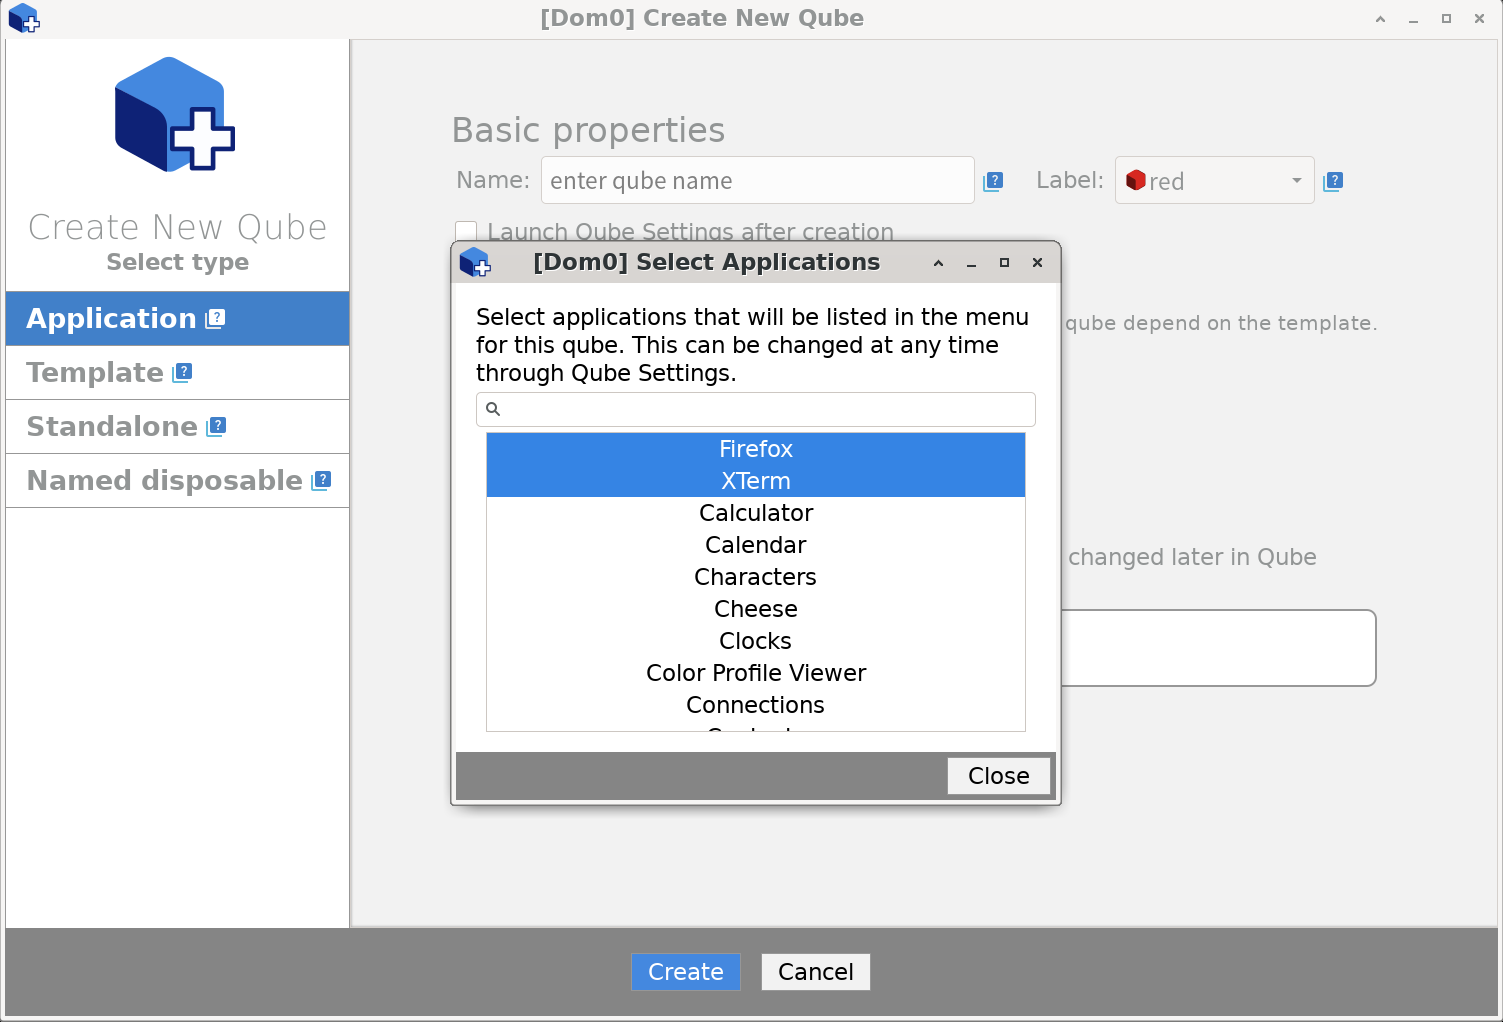 [Dom0] Create New Qube
Create New Qube
Select type
Application
Template
Standalone
Named disposable
Basic properties
Name: enter qube name
Label: red
Launch Qube Settings after creation
qube depend on the template.
changed later in Qube
[Dom0] Select Applications
Select applications that will be listed in the menu
for this qube. This can be changed at any time
through Qube Settings.
Firefox
XTerm
Calculator
Calendar
Characters
Cheese
Clocks
Color Profile Viewer
Connections
Close
Create
Cancel